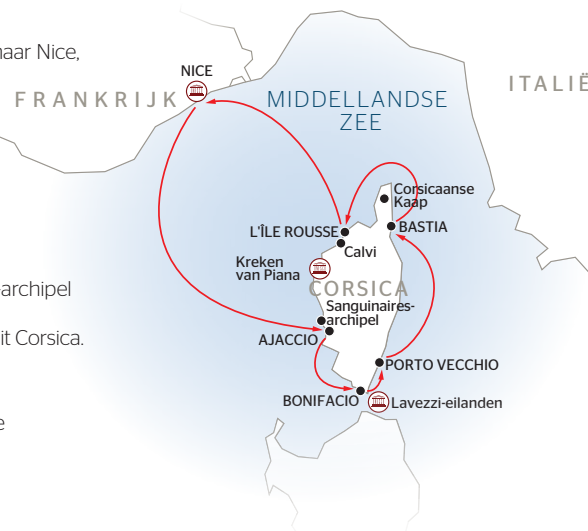 naar Nice,
archipel
it Corsica.
e
NICE
FRANKRIJK
MIDDELLANDSE
ZEE
ITALIË
Corsicaanse
Kaap
L'ÎLE ROUSSE
BASTIA
Calvi
Kreken
van Piana
CORSICA
Sanguinaires-
archipel
AJACCIO
PORTO VECCHIO
BONIFACIO
Lavezzi-eilanden